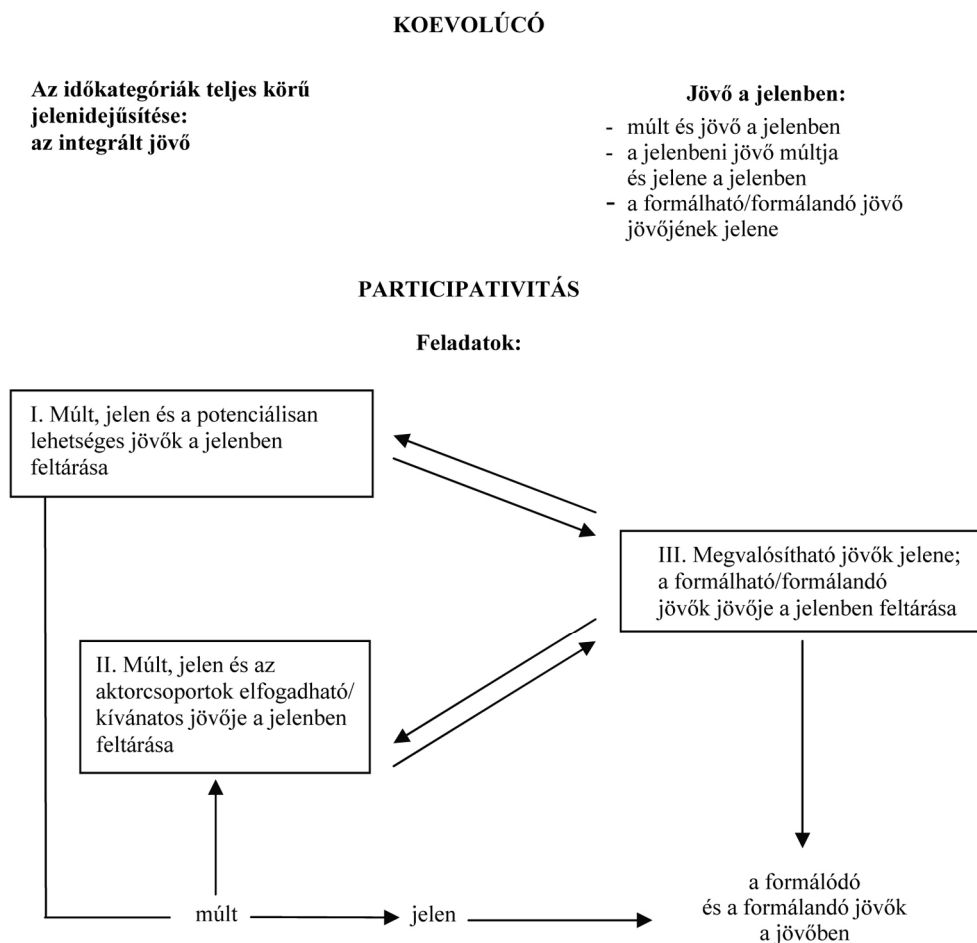 KOEVOLÚCÓ
Az időkategóriák teljes körű
jelenidejűsítése:
az integrált jövő
Jövő a jelenben:
- múlt és jövő a jelenben
- a jelenbeni jövő múltja
és jelene a jelenben
- a formálható/formálandó jövő
jövőjének jelene
PARTICIPATIVITÁS
Feladatok:
I. Múlt, jelen és a potenciálisan
lehetséges jövők a jelenben
feltárása
III. Megvalósítható jövők jelene;
a formálható/formálandó
jövők jövője a jelenben feltárása
II. Múlt, jelen és az
aktorcsoportok elfogadható/
kívánatos jövője a jelenben
feltárása
múlt
jelen
a formálódó
és a formálandó jövők
a jövőben